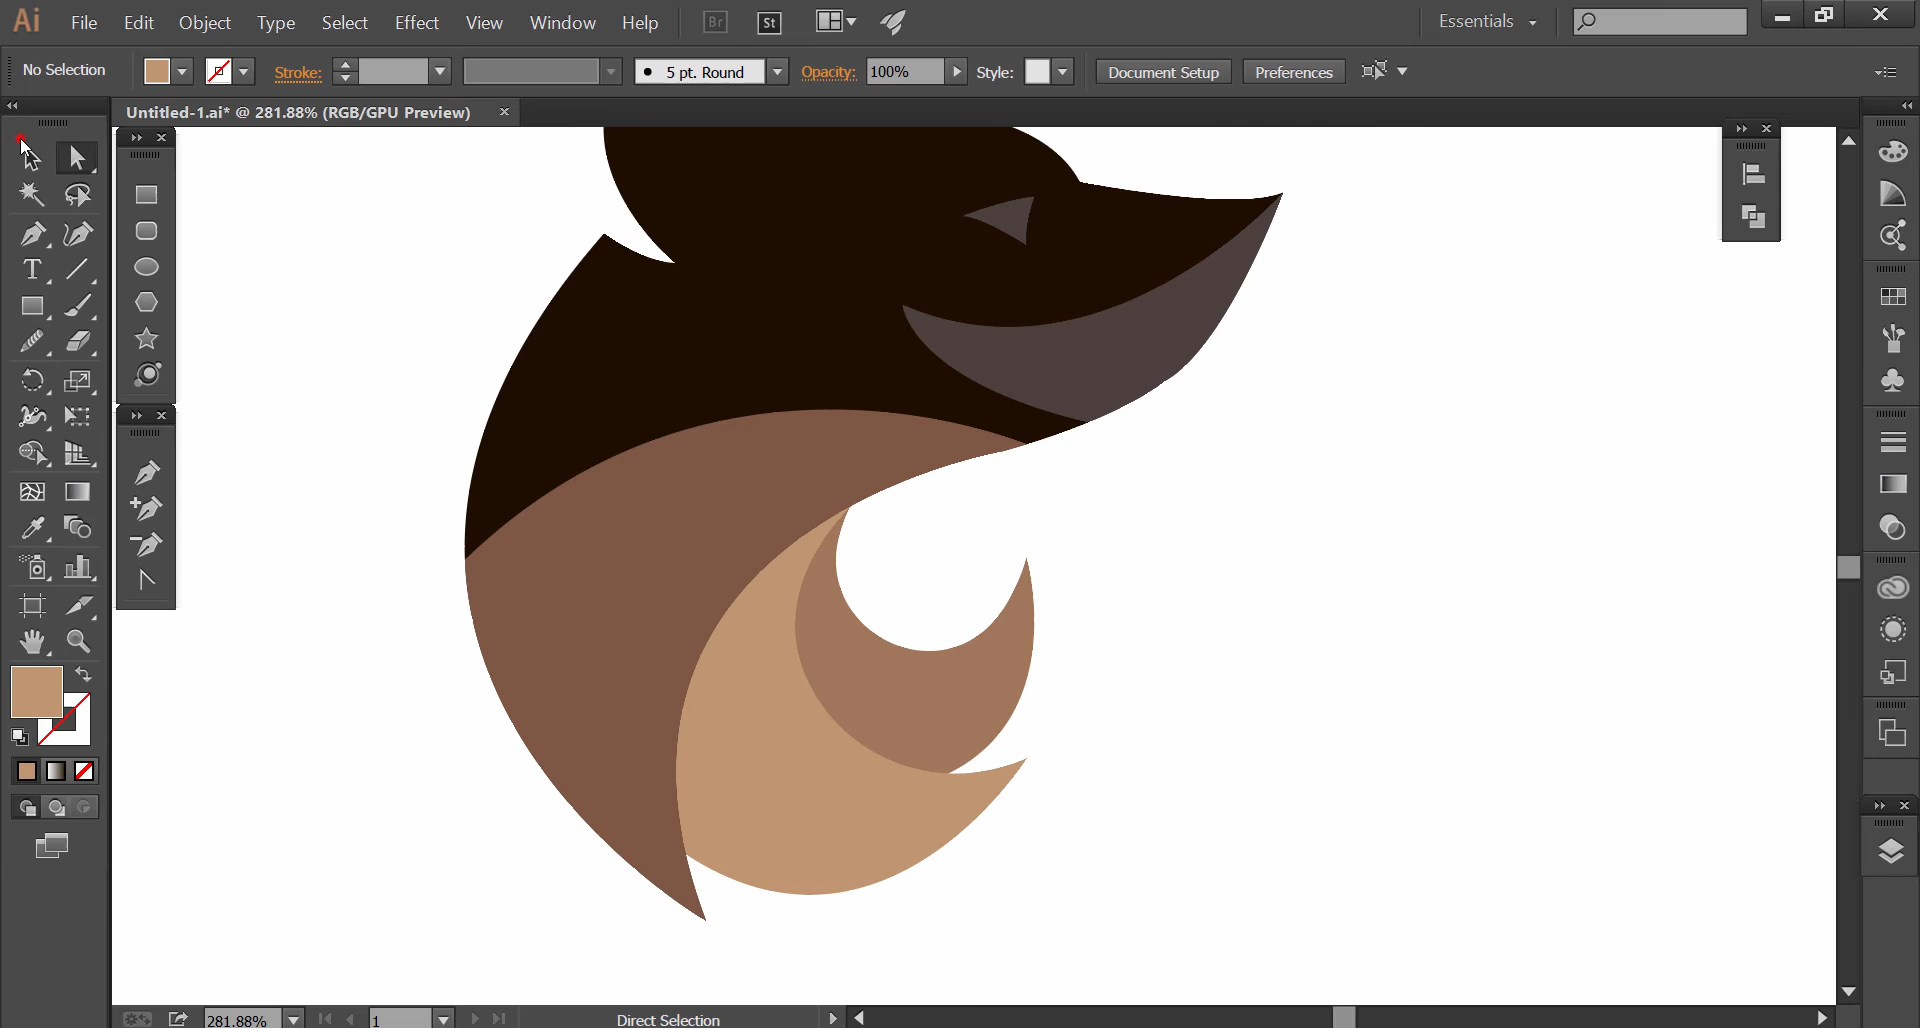 Ai File Edit Object Type Select Effect View Window Help Br St Essentials
No Selection Stroke: 5 pt. Round Opacity: 100% Style: Document Setup Preferences
Untitled-1.ai* @ 281.88% (RGB/GPU Preview)
T
281.88% 1 Direct Selection